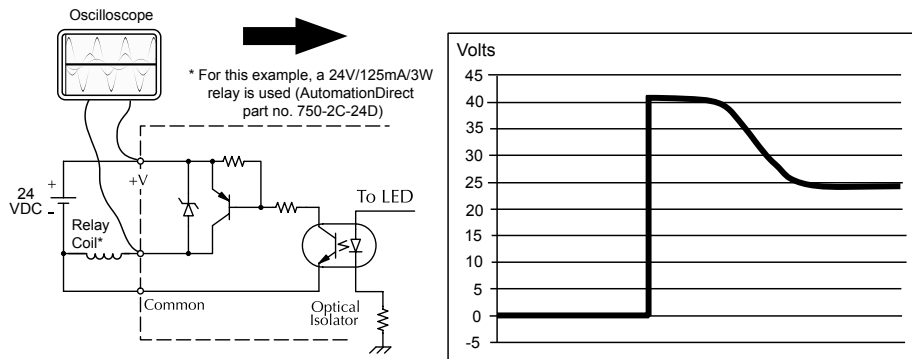 Oscilloscope
* For this example, a 24V/125mA/3W
relay is used (AutomationDirect
part no. 750-2C-24D)
+V
+
24
VDC
-
Relay
Coil*
To LED
Common
Optical
Isolator
Volts
45
40
35
30
25
20
15
10
5
0
-5